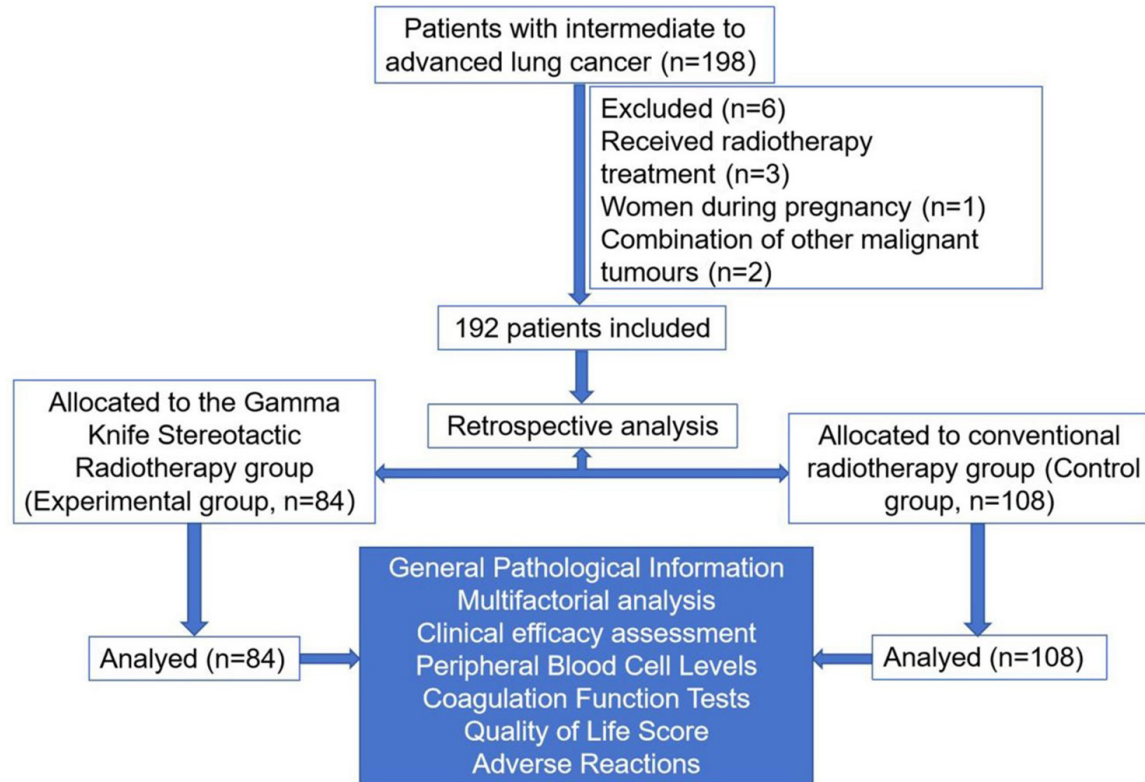 Patients with intermediate to
advanced lung cancer (n=198)
Excluded (n=6)
Received radiotherapy
treatment (n=3)
Women during pregnancy (n=1)
Combination of other malignant
tumours (n=2)
192 patients included
Retrospective analysis
Allocated to the Gamma
Knife Stereotactic
Radiotherapy group
(Experimental group, n=84)
Allocated to conventional
radiotherapy group (Control
group, n=108)
Analyed (n=84)
Analyed (n=108)
General Pathological Information
Multifactorial analysis
Clinical efficacy assessment
Peripheral Blood Cell Levels
Coagulation Function Tests
Quality of Life Score
Adverse Reactions